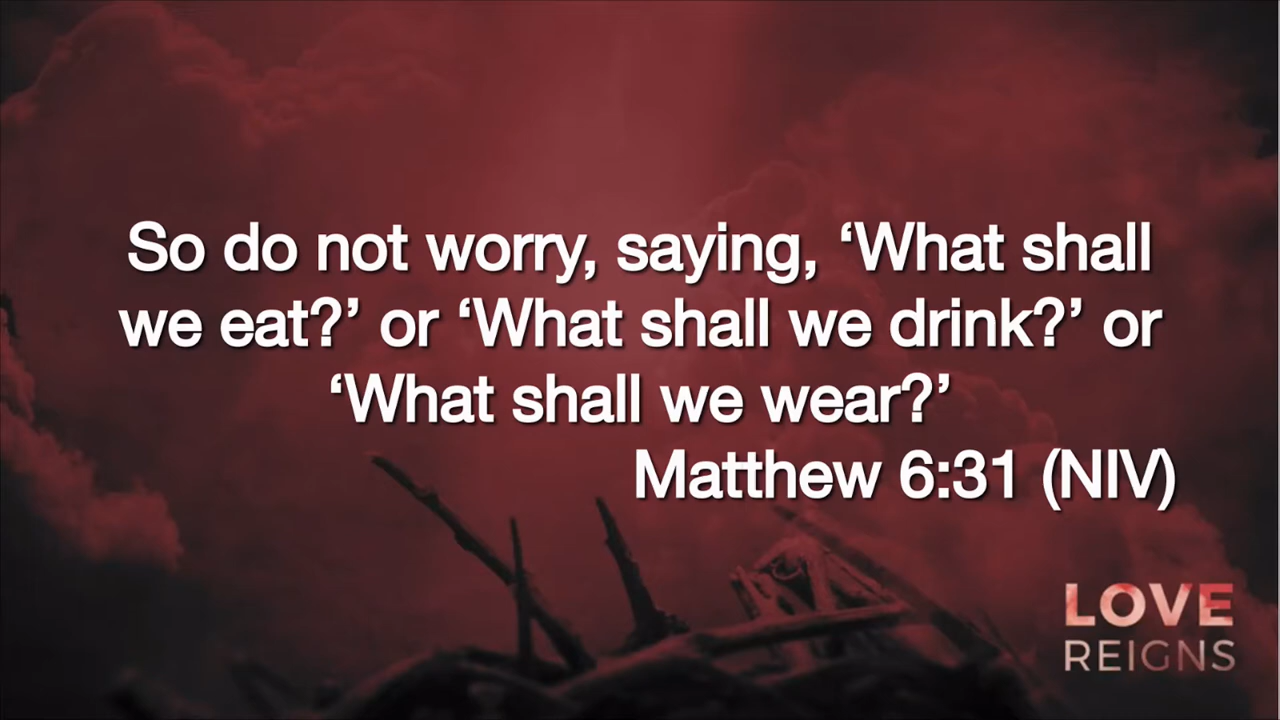 So do not worry, saying, ‘What shall
we eat?’ or ‘What shall we drink?’ or
‘What shall we wear?’
Matthew 6:31 (NIV)
LOVE
REIGNS